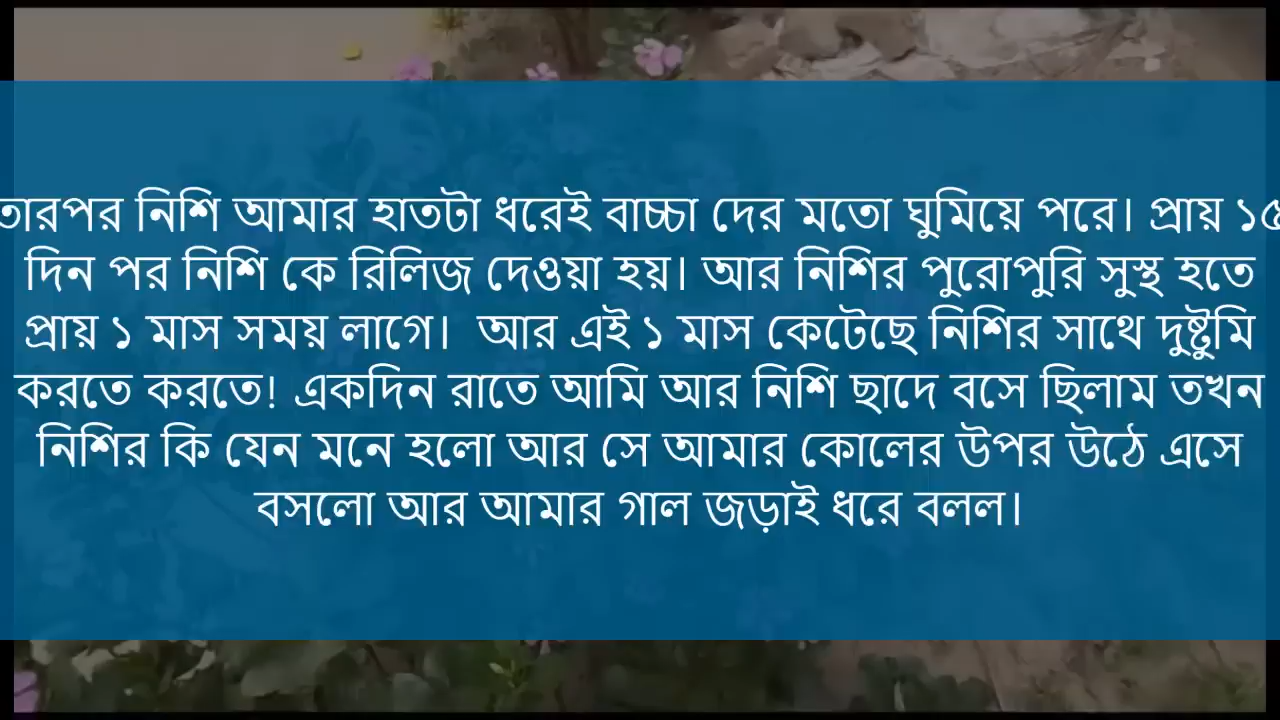 তারপর নিশি আমার হাতটা ধরেই বাচ্চা দের মতো ঘুমিয়ে পরে। প্রায় ১৫
দিন পর নিশি কে রিলিজ দেওয়া হয়। আর নিশির পুরোপুরি সুস্থ হতে
প্রায় ১ মাস সময় লাগে। আর এই ১ মাস কেটেছে নিশির সাথে দুষ্টুমি
করতে করতে! একদিন রাতে আমি আর নিশি ছাদে বসে ছিলাম তখন
নিশির কি যেন মনে হলো আর সে আমার কোলের উপর উঠে এসে
বসলো আর আমার গাল জড়াই ধরে বলল।